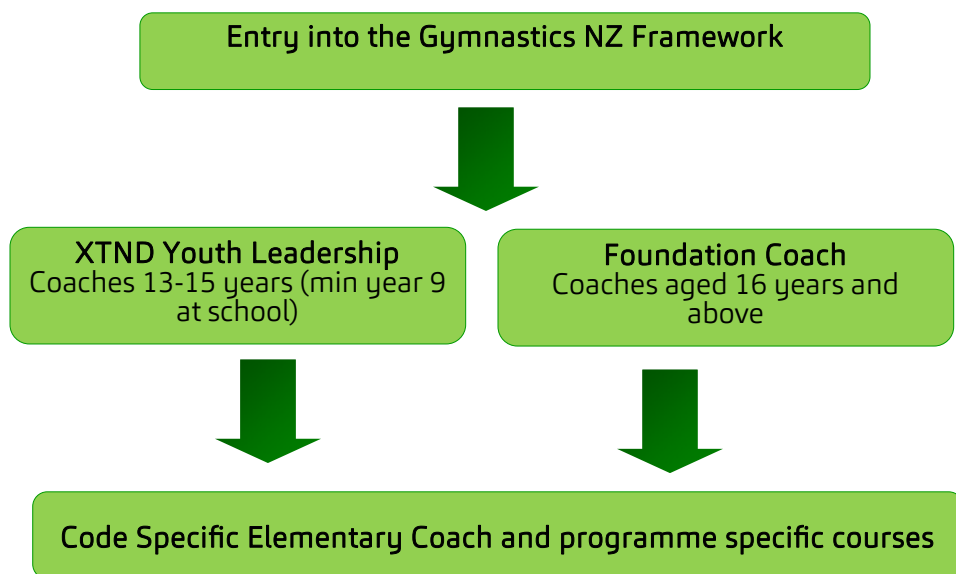 Entry into the Gymnastics NZ Framework
XTND Youth Leadership
Coaches 13-15 years (min year 9
at school)
Foundation Coach
Coaches aged 16 years and
above
Code Specific Elementary Coach and programme specific courses